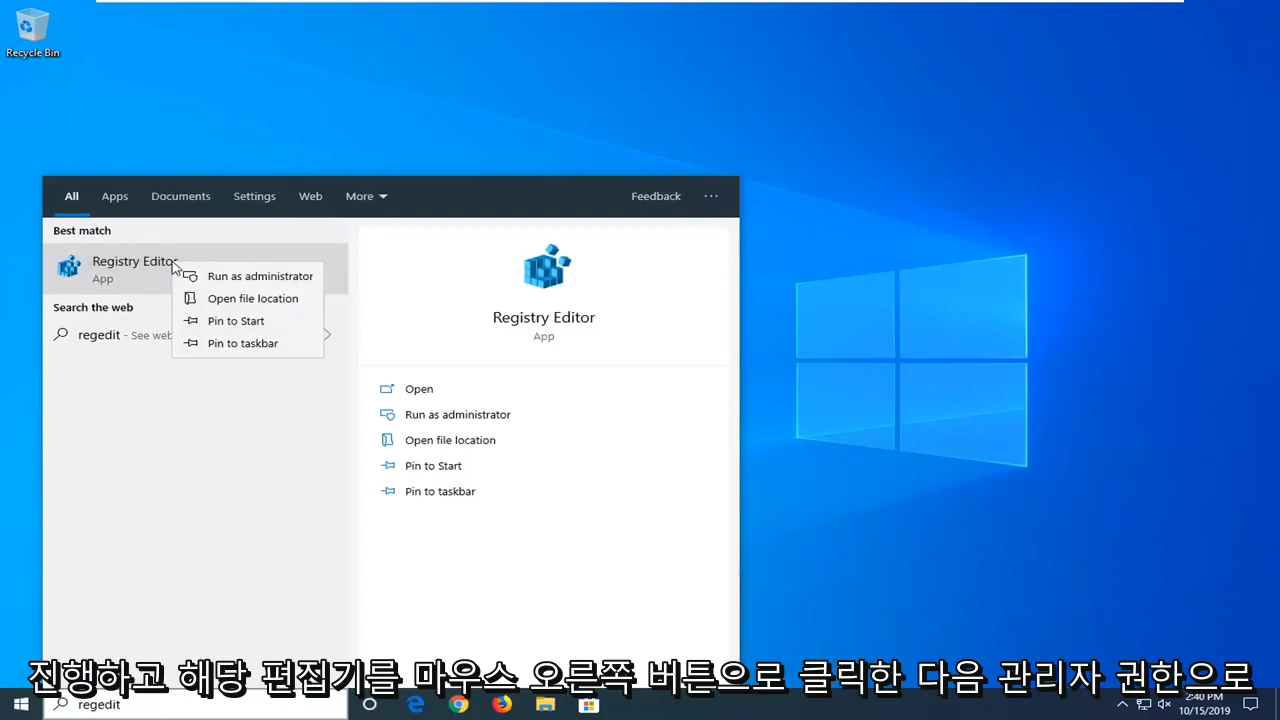 Recycle Bin
All Apps Documents Settings Web More Feedback ...
Best match
Registry Editor
App
Run as administrator
Open file location
Pin to Start
Pin to taskbar
Search the web
regedit - See web
Registry Editor
App
Open
Run as administrator
Open file location
Pin to Start
Pin to taskbar
진행하고 해당 편집기를 마우스 오른쪽 버튼으로 클릭한 다음 관리자 권한으로
regedit
2:40 PM
10/15/2019